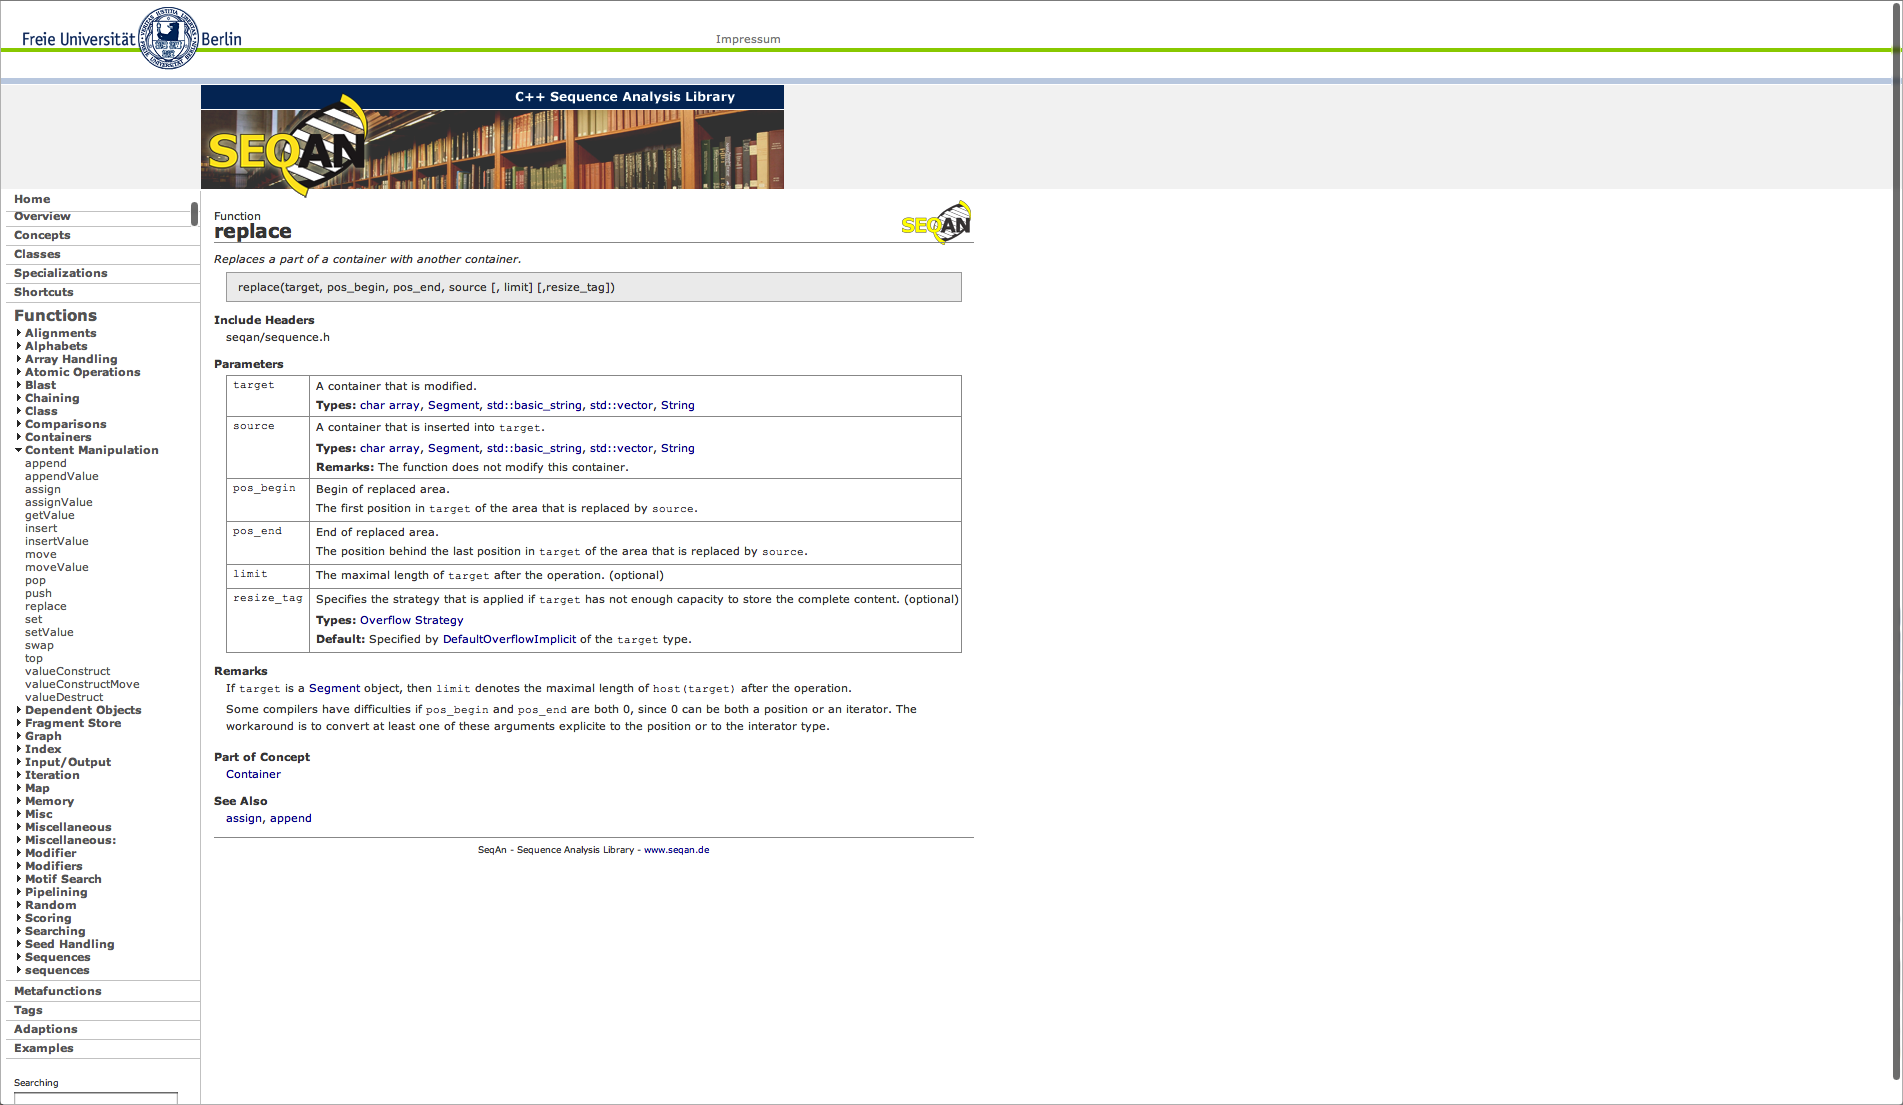 Freie Universität Berlin
Impressum
C++ Sequence Analysis Library
SEQAN
Home
Overview
Concepts
Classes
Specializations
Shortcuts
Functions
Alignments
Alphabets
Array Handling
Atomic Operations
Blast
Chaining
Class
Comparisons
Containers
Content Manipulation
append
appendValue
assign
assignValue
getValue
insert
insertValue
move
moveValue
pop
push
replace
set
setValue
swap
top
valueConstruct
valueConstructMove
valueDestruct
Dependent Objects
Fragment Store
Graph
Index
Input/Output
Iteration
Map
Memory
Misc
Miscellaneous
Miscellaneous:
Modifier
Modifiers
Motif Search
Pipelining
Random
Scoring
Searching
Seed Handling
Sequences
sequences
Metafunctions
Tags
Adaptions
Examples
Searching
Function
replace
SEQAN
Replaces a part of a container with another container.
replace(target, pos_begin, pos_end, source [, limit] [,resize_tag])
Include Headers
seqan/sequence.h
Parameters
target
A container that is modified.
Types: char array, Segment, std::basic_string, std::vector, String
source
A container that is inserted into target.
Types: char array, Segment, std::basic_string, std::vector, String
Remarks: The function does not modify this container.
pos_begin
Begin of replaced area.
The first position in target of the area that is replaced by source.
pos_end
End of replaced area.
The position behind the last position in target of the area that is replaced by source.
limit
The maximal length of target after the operation. (optional)
resize_tag
Specifies the strategy that is applied if target has not enough capacity to store the complete content. (optional)
Types: Overflow Strategy
Default: Specified by DefaultOverflowImplicit of the target type.
Remarks
If target is a Segment object, then limit denotes the maximal length of host(target) after the operation.
Some compilers have difficulties if pos_begin and pos_end are both 0, since 0 can be both a position or an iterator. The
workaround is to convert at least one of these arguments explicite to the position or to the interator type.
Part of Concept
Container
See Also
assign, append
SeqAn - Sequence Analysis Library - www.seqan.de